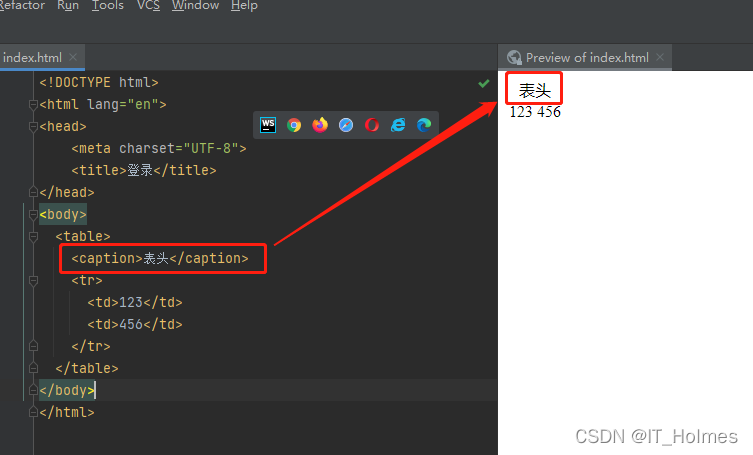 Refactor Run Tools VCS Window Help
index.html
Preview of index.html
<!DOCTYPE html>
<html lang="en">
<head>
<meta charset="UTF-8">
<title>登录</title>
</head>
<body>
<table>
<caption>表头</caption>
<tr>
<td>123</td>
<td>456</td>
</tr>
</table>
</body>
</html>
WS
表头
123 456
CSDN @IT_Holmes